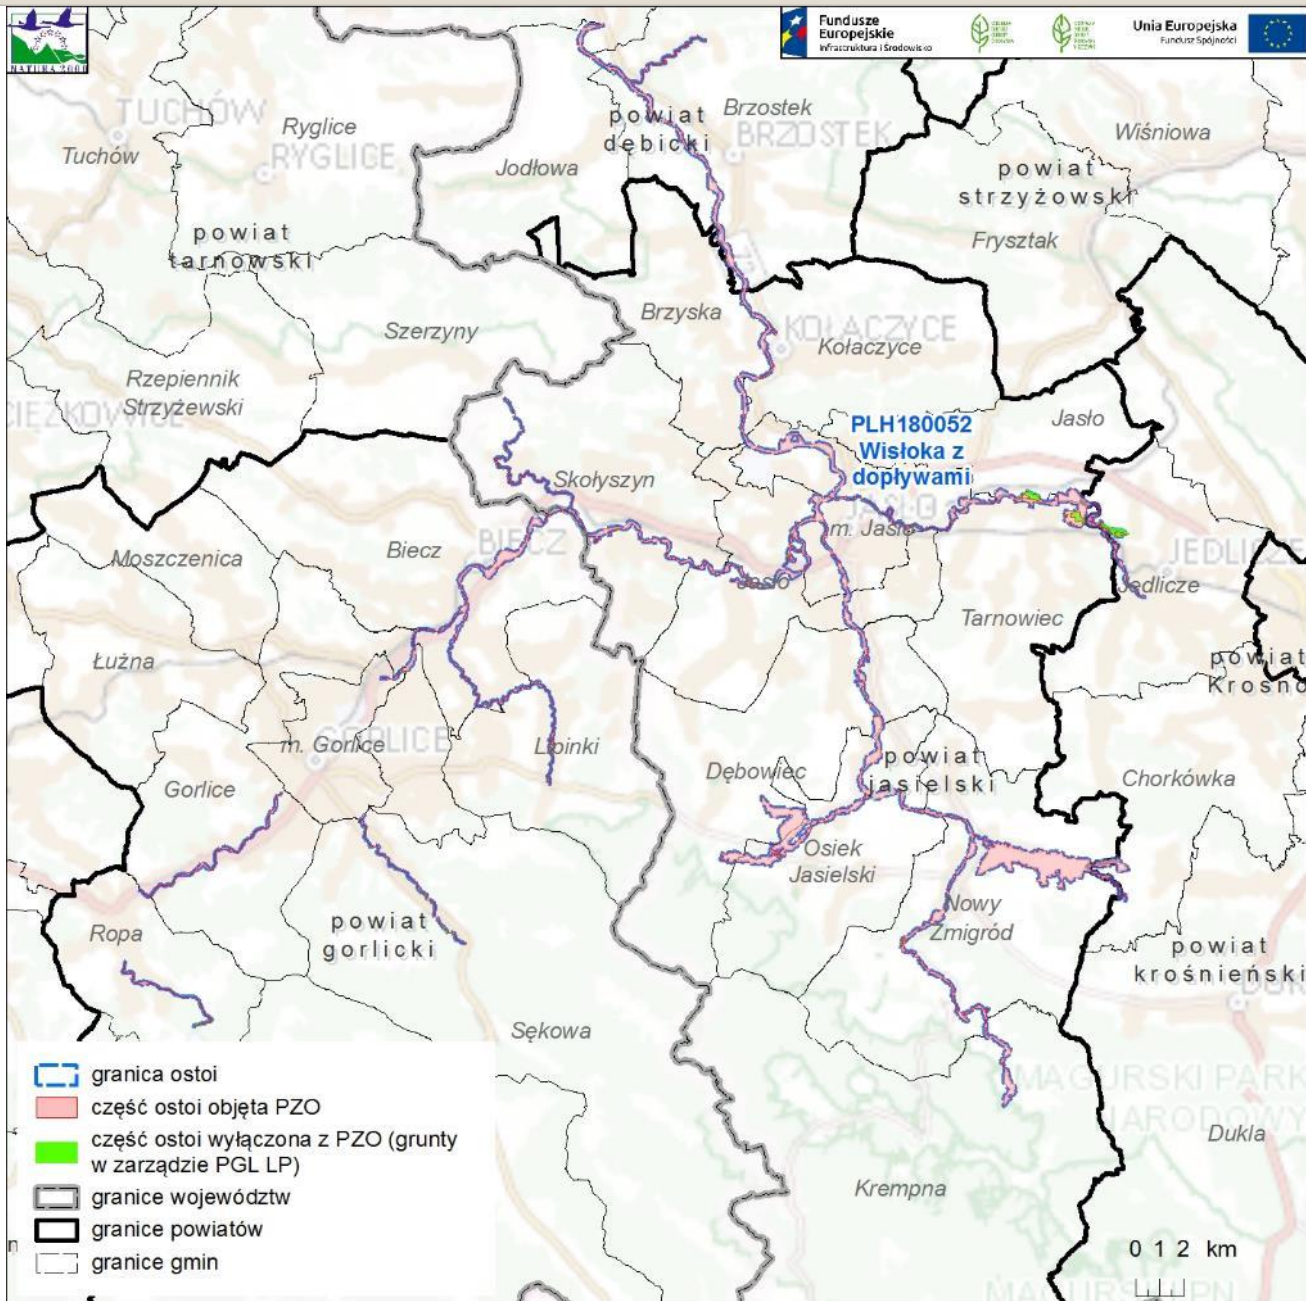 NATURA 2000
Fundusze
Europejskie
Infrastruktura i Środowisko
Unia Europejska
Fundusz Spójności
TUCHÓW
Tuchów
Ryglice
RYGLICE
powiat
dębicki
Brzostek
BRZOSTEK
Jodłowa
Wiśniowa
powiat
strzyżowski
Frysztak
powiat
tarnowski
Szerzyny
Brzyska
KOŁACZYCE
Kołaczyce
Rzepiennik
Strzyżewski
Jasło
PLH180052
Wisłoka z
dopływami
Skołyszyn
JASŁO
m. Jasło
Moszczenica
Biecz
BIECZ
JEDLICZE
Jedlicze
Jasło
Tarnowiec
Łużna
powiat
Krosno
m. Gorlice
GORLICE
Lipinki
Gorlice
Dębowiec
powiat
jasielski
Chorkówka
Osiek
Jasielski
Nowy
Żmigród
Ropa
powiat
gorlicki
powiat
krośnieński
Sękowa
MAGURSKI PARK
NARODOWY
Dukla
Krempna
granica ostoi
część ostoi objęta PZO
część ostoi wyłączona z PZO (grunty
w zarządzie PGL LP)
granice województw
granice powiatów
granice gmin
0 1 2 km
MAGURSKI PN